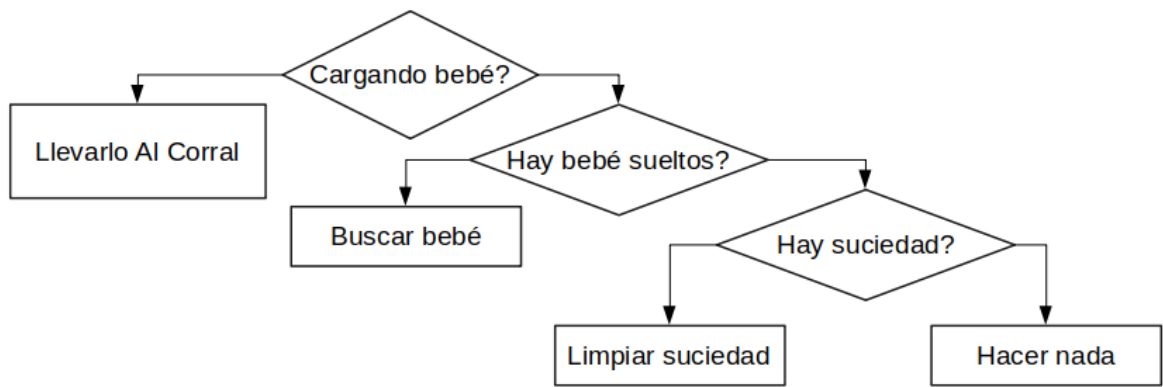 Cargando bebé?
Llevarlo Al Corral
Hay bebé sueltos?
Buscar bebé
Hay suciedad?
Limpiar suciedad
Hacer nada